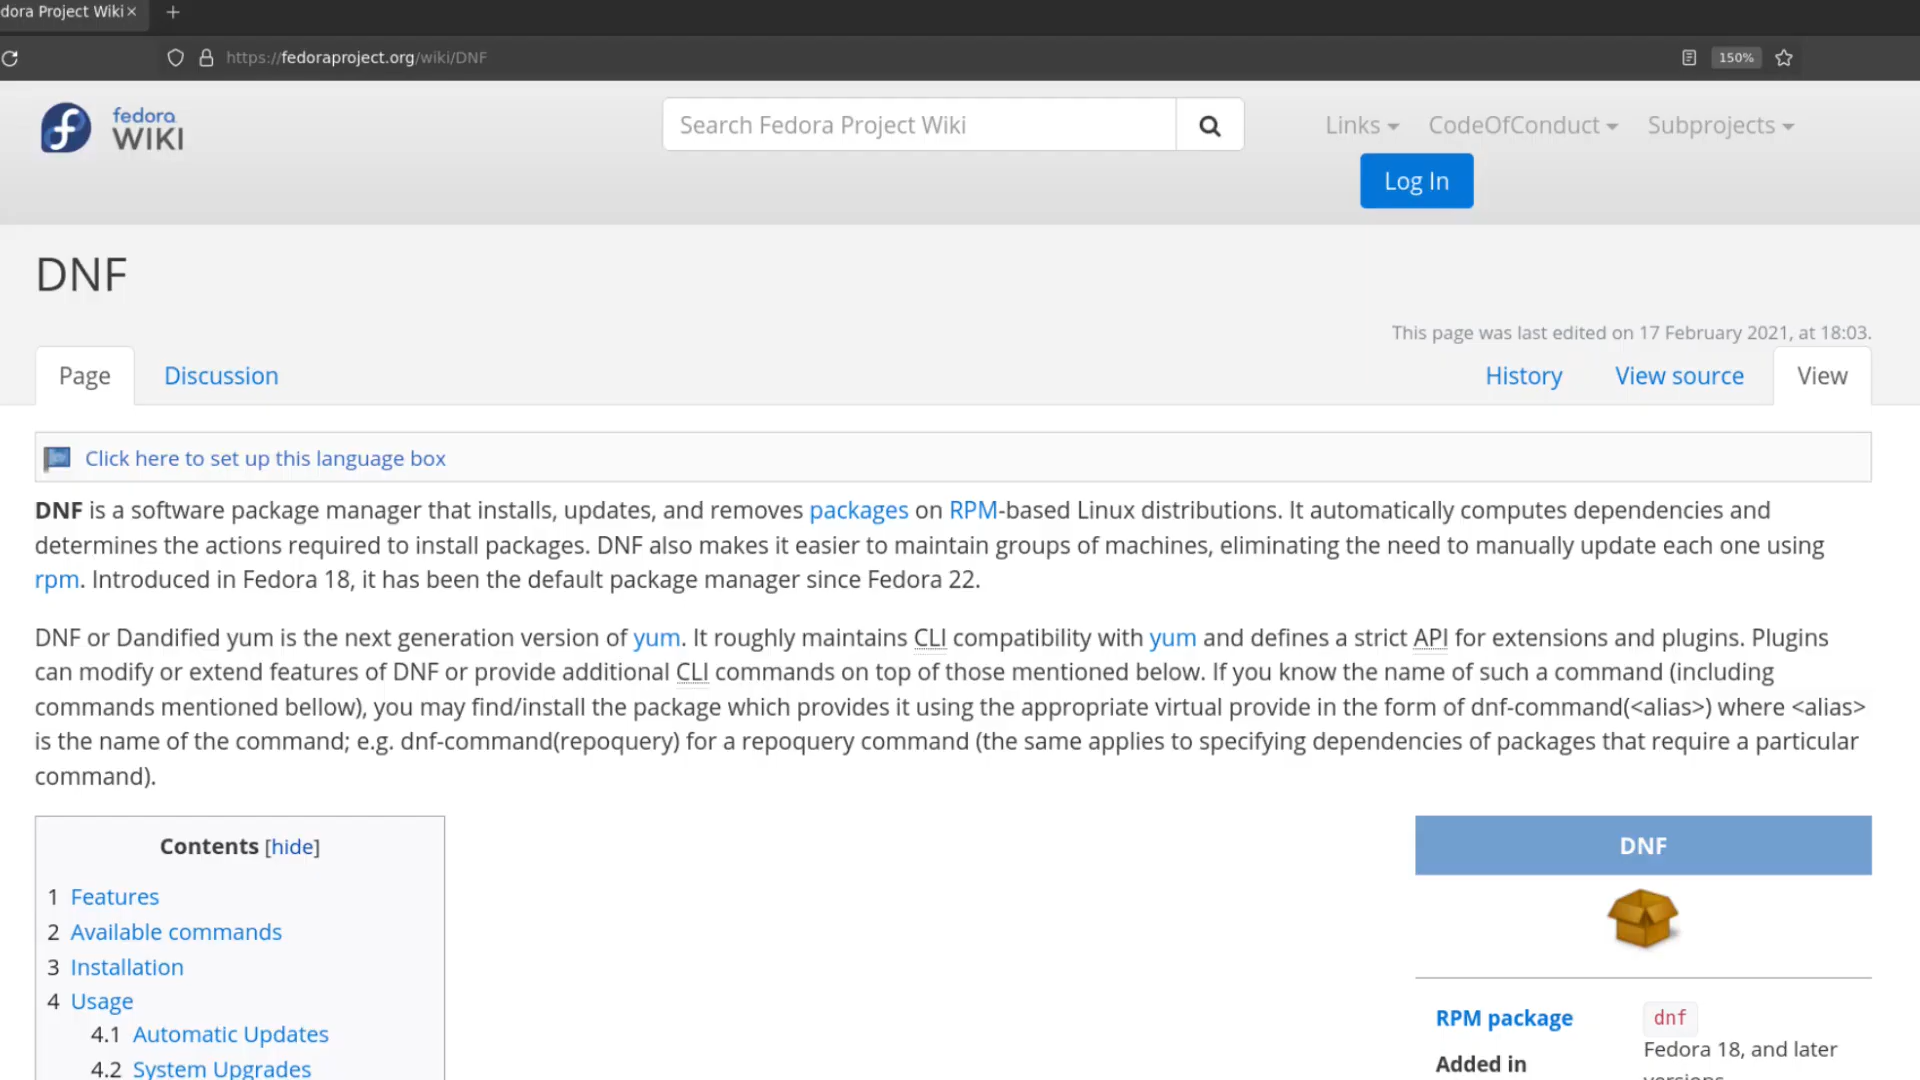 dora Project Wiki
https://fedoraproject.org/wiki/DNF
150%
fedora
WIKI
Search Fedora Project Wiki
Links
CodeOfConduct
Subprojects
Log In
DNF
This page was last edited on 17 February 2021, at 18:03.
Page
Discussion
History
View source
View
Click here to set up this language box
DNF is a software package manager that installs, updates, and removes packages on RPM-based Linux distributions. It automatically computes dependencies and
determines the actions required to install packages. DNF also makes it easier to maintain groups of machines, eliminating the need to manually update each one using
rpm. Introduced in Fedora 18, it has been the default package manager since Fedora 22.
DNF or Dandified yum is the next generation version of yum. It roughly maintains CLI compatibility with yum and defines a strict API for extensions and plugins. Plugins
can modify or extend features of DNF or provide additional CLI commands on top of those mentioned below. If you know the name of such a command (including
commands mentioned bellow), you may find/install the package which provides it using the appropriate virtual provide in the form of dnf-command(<alias>) where <alias>
is the name of the command; e.g. dnf-command(repoquery) for a repoquery command (the same applies to specifying dependencies of packages that require a particular
command).
Contents [hide]
1 Features
2 Available commands
3 Installation
4 Usage
4.1 Automatic Updates
4.2 System Upgrades
DNF
RPM package
dnf
Added in
Fedora 18, and later